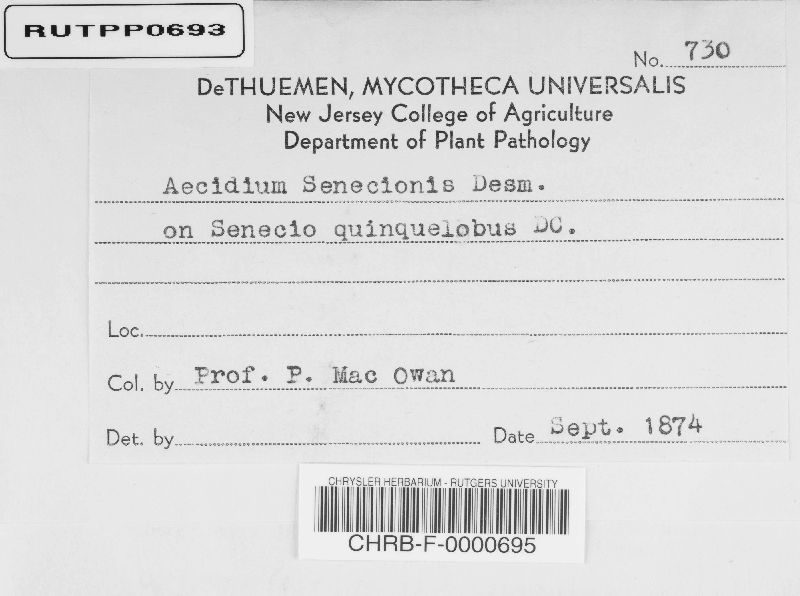 RUTPP0693
No. 730
DeTHUEMEN, MYCOTHECA UNIVERSALIS
New Jersey College of Agriculture
Department of Plant Pathology
Aecidium Senecionis Desm.
on Senecio quinquelobus DC.
Loc.
Col. by Prof. P. Mac Owan
Det. by Date Sept. 1874
CHRYSLER HERBARIUM - RUTGERS UNIVERSITY
CHRB-F-0000695